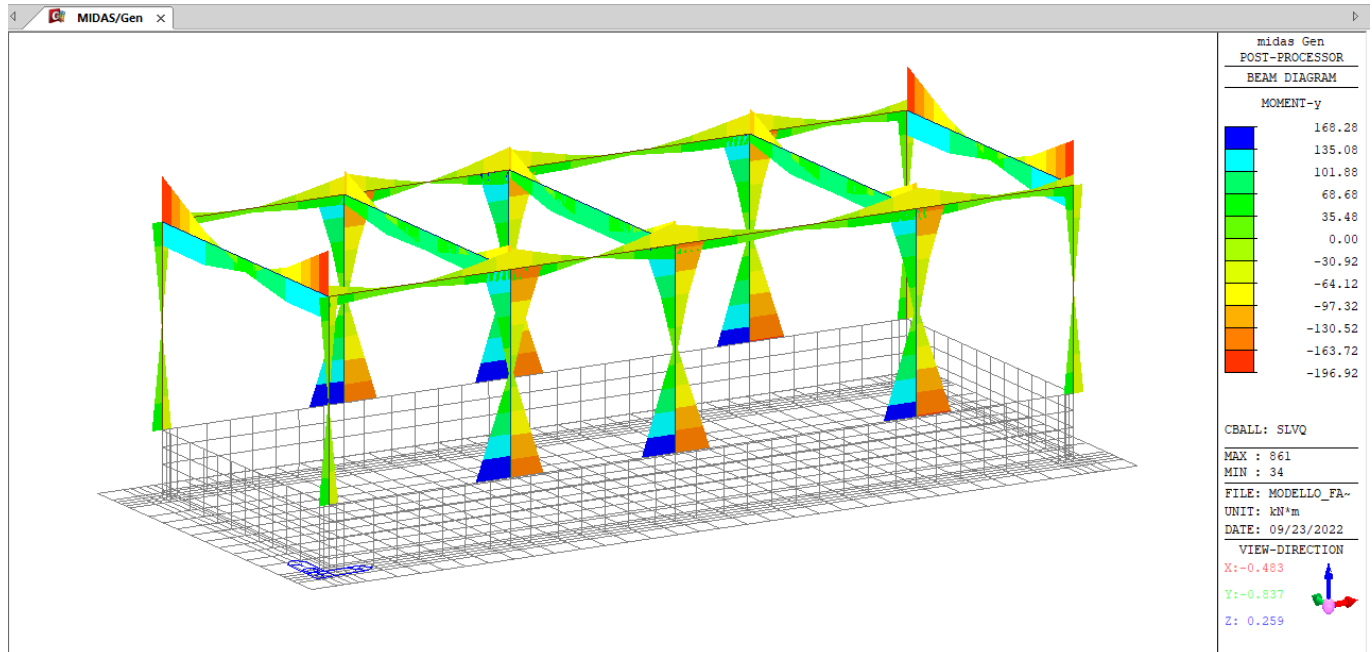 MIDAS/Gen
midas Gen
POST-PROCESSOR
BEAM DIAGRAM
MOMENT-y
168.28
135.08
101.88
68.68
35.48
0.00
-30.92
-64.12
-97.32
-130.52
-163.72
-196.92
CBALL: SLVQ
MAX : 861
MIN : 34
FILE: MODELLO_FA~
UNIT: kN*m
DATE: 09/23/2022
VIEW-DIRECTION
X:-0.483
Y:-0.837
Z: 0.259